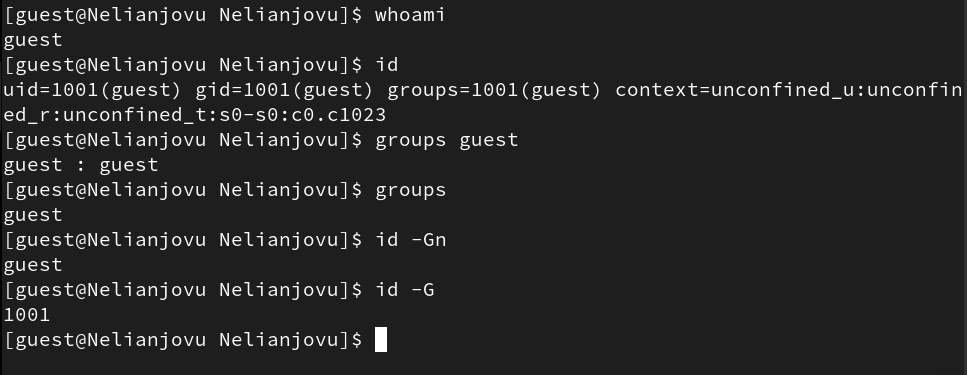 [guest@Nelianjovu Nelianjovu]$ whoami
guest
[guest@Nelianjovu Nelianjovu]$ id
uid=1001(guest) gid=1001(guest) groups=1001(guest) context=unconfined_u:unconfin
ed_r:unconfined_t:s0-s0:c0.c1023
[guest@Nelianjovu Nelianjovu]$ groups guest
guest : guest
[guest@Nelianjovu Nelianjovu]$ groups
guest
[guest@Nelianjovu Nelianjovu]$ id -Gn
guest
[guest@Nelianjovu Nelianjovu]$ id -G
1001
[guest@Nelianjovu Nelianjovu]$